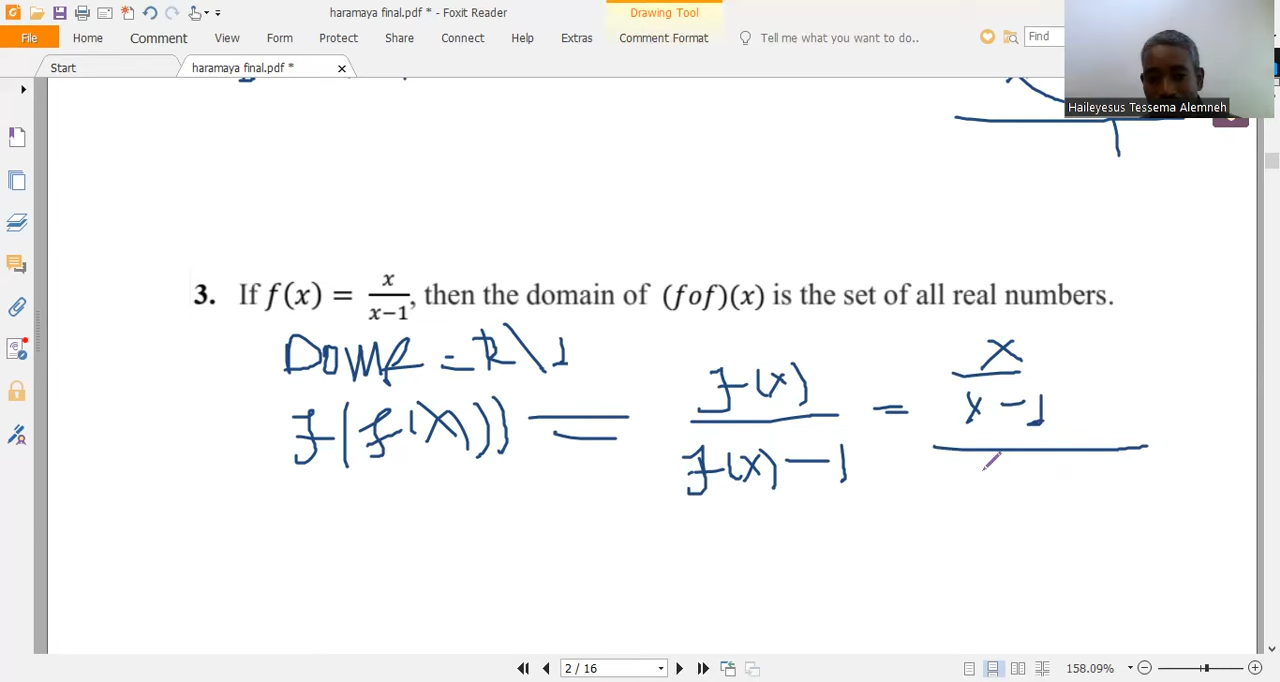 haramaya final.pdf * - Foxit Reader
Drawing Tool
File Home Comment View Form Protect Share Connect Help Extras Comment Format Tell me what you want to do.. Find
Start haramaya final.pdf *
Haileyesus Tessema Alemneh
3. If f(x) = x/(x−1), then the domain of (fof)(x) is the set of all real numbers.
Domf = R\1
f(f(x)) = f(x)/(f(x) − 1) = x/(x − 1)
2 / 16 158.09%